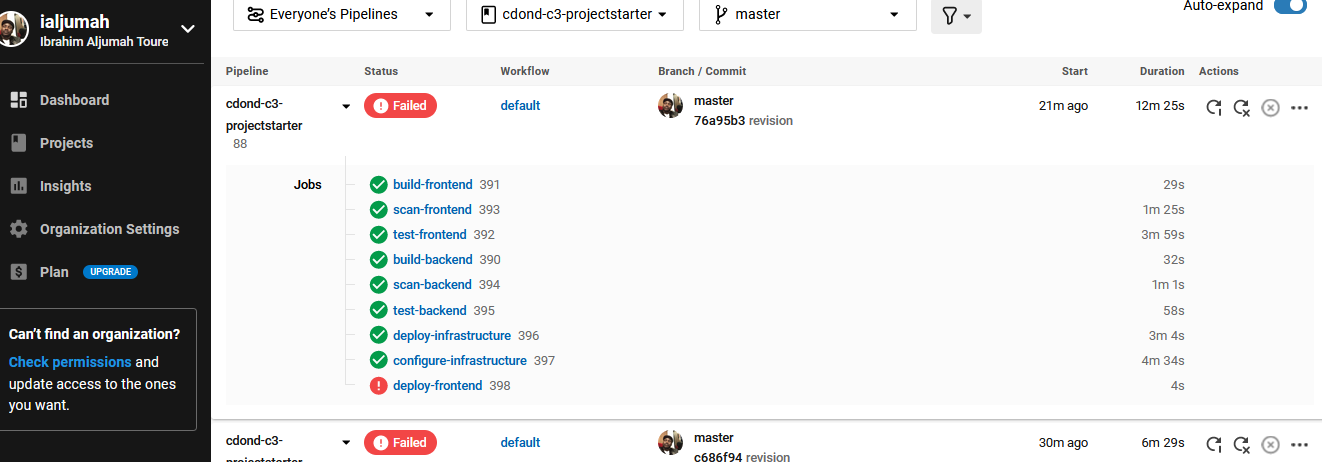 ialjumah
Ibrahim Aljumah Toure
Dashboard
Projects
Insights
Organization Settings
Plan UPGRADE
Can't find an organization?
Check permissions and
update access to the ones
you want.
Everyone's Pipelines cdond-c3-projectstarter master
Auto-expand
Pipeline Status Workflow Branch / Commit Start Duration Actions
cdond-c3- Failed default master 21m ago 12m 25s
projectstarter 76a95b3 revision
88
Jobs build-frontend 391 29s
scan-frontend 393 1m 25s
test-frontend 392 3m 59s
build-backend 390 32s
scan-backend 394 1m 1s
test-backend 395 58s
deploy-infrastructure 396 3m 4s
configure-infrastructure 397 4m 34s
deploy-frontend 398 4s
cdond-c3- Failed default master 30m ago 6m 29s
projectstarter c686f94 revision